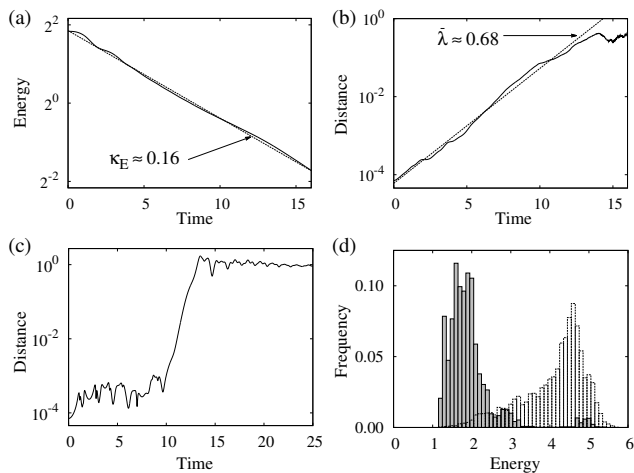 (a)
2^2
2^0
2^-2
Energy
κ_E ≈ 0.16
0 5 10 15
Time
(b)
10^0
10^-2
10^-4
Distance
λ̄ ≈ 0.68
0 5 10 15
Time
(c)
10^0
10^-2
10^-4
Distance
0 5 10 15 20 25
Time
(d)
0.10
0.05
0.00
Frequency
0 1 2 3 4 5 6
Energy